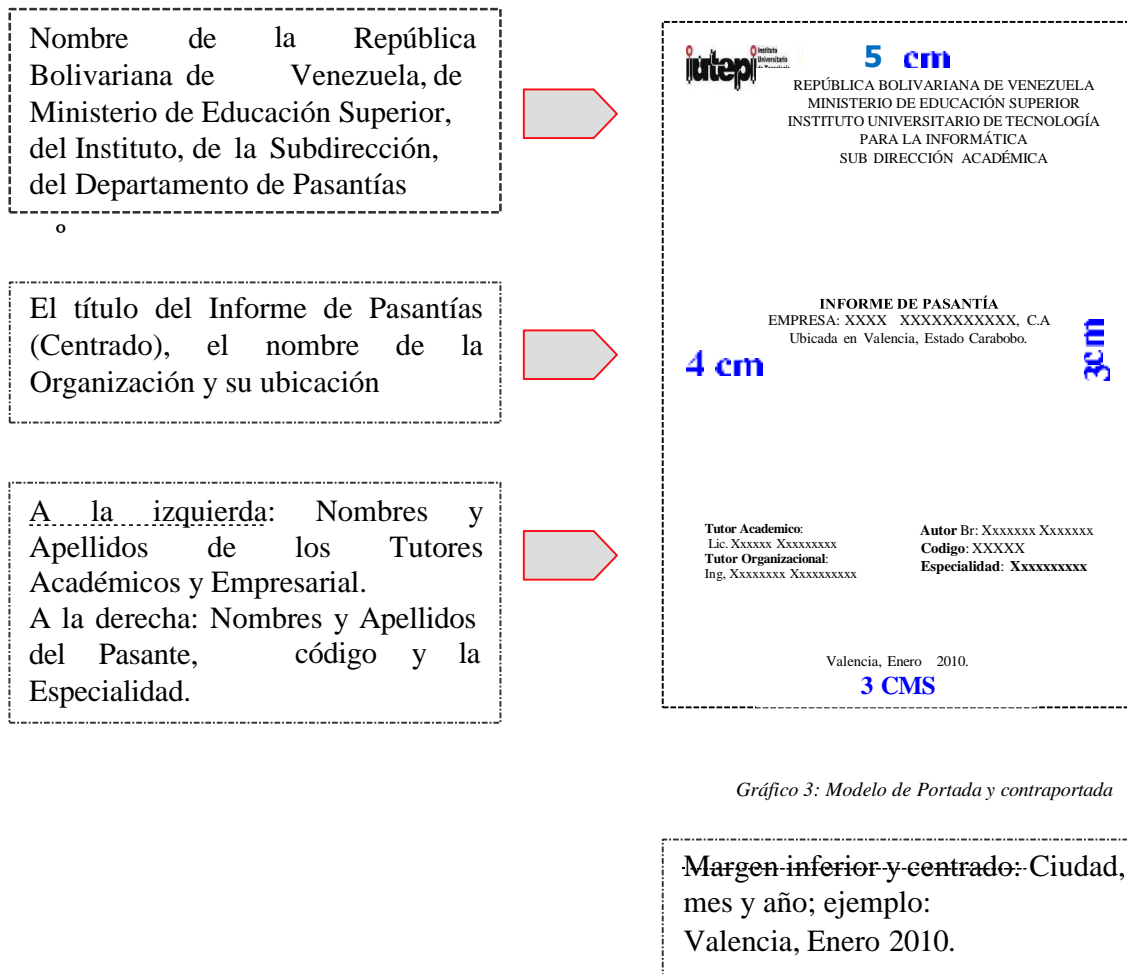 Nombre de la República
Bolivariana de Venezuela, de
Ministerio de Educación Superior,
del Instituto, de la Subdirección,
del Departamento de Pasantías
º
El título del Informe de Pasantías
(Centrado), el nombre de la
Organización y su ubicación
A la izquierda: Nombres y
Apellidos de los Tutores
Académicos y Empresarial.
A la derecha: Nombres y Apellidos
del Pasante, código y la
Especialidad.
iutepi
Instituto
Universitario
5 cm
REPÚBLICA BOLIVARIANA DE VENEZUELA
MINISTERIO DE EDUCACIÓN SUPERIOR
INSTITUTO UNIVERSITARIO DE TECNOLOGÍA
PARA LA INFORMÁTICA
SUB DIRECCIÓN ACADÉMICA
INFORME DE PASANTÍA
EMPRESA: XXXX XXXXXXXXXXX, C.A
Ubicada en Valencia, Estado Carabobo.
4 cm
3cm
Tutor Academico:
Lic. Xxxxxx Xxxxxxxxx
Tutor Organizacional:
Ing, Xxxxxxxx Xxxxxxxxxx
Autor Br: Xxxxxxx Xxxxxxx
Codigo: XXXXX
Especialidad: Xxxxxxxxxx
Valencia, Enero 2010.
3 CMS
Gráfico 3: Modelo de Portada y contraportada
Margen inferior y centrado: Ciudad,
mes y año; ejemplo:
Valencia, Enero 2010.